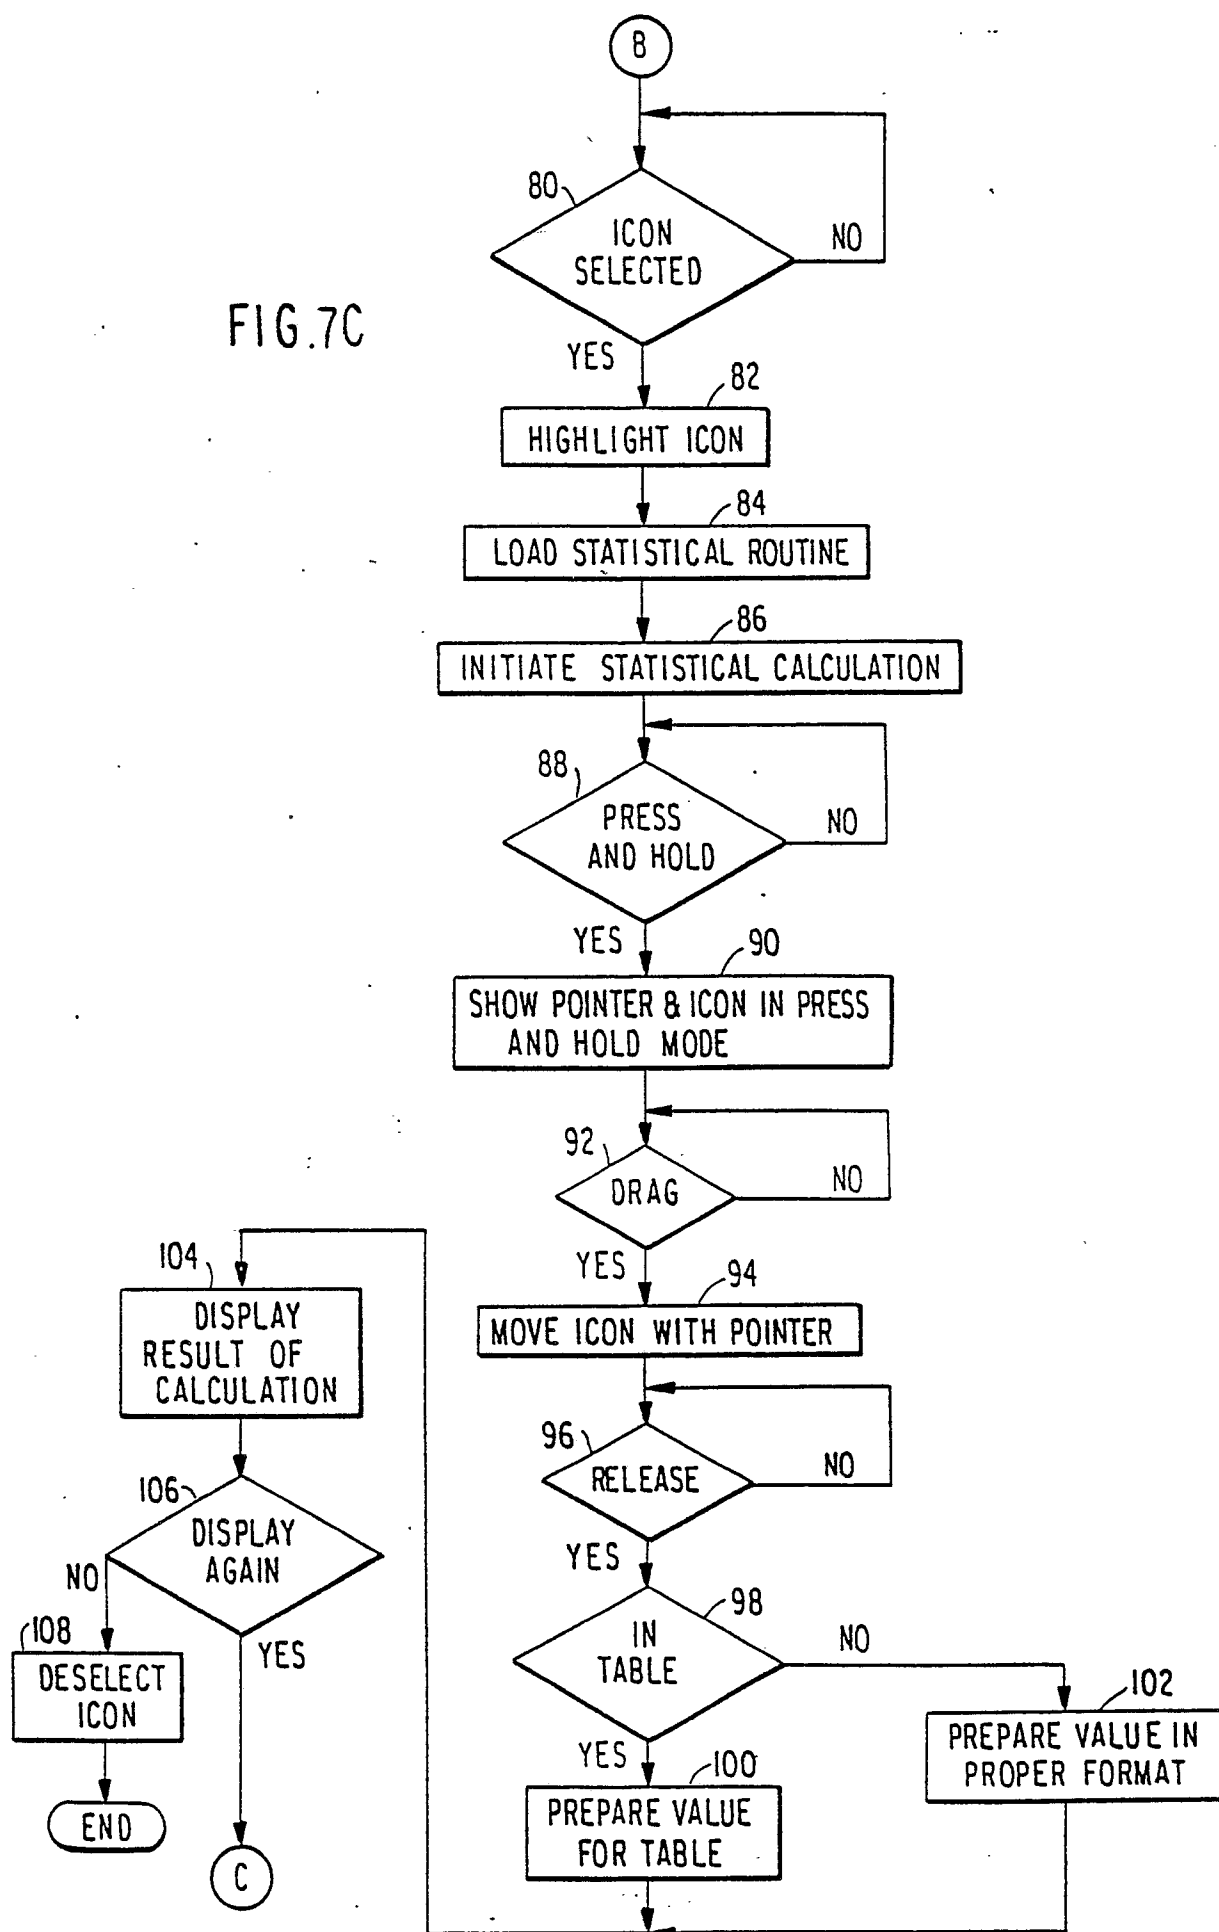 B
80
ICON
SELECTED
NO
FIG.7C
YES
82
HIGHLIGHT ICON
84
LOAD STATISTICAL ROUTINE
86
INITIATE STATISTICAL CALCULATION
88
PRESS
AND HOLD
NO
YES
90
SHOW POINTER & ICON IN PRESS
AND HOLD MODE
92
DRAG
NO
YES
94
MOVE ICON WITH POINTER
96
RELEASE
NO
YES
98
IN
TABLE
NO
YES
100
PREPARE VALUE
FOR TABLE
102
PREPARE VALUE IN
PROPER FORMAT
104
DISPLAY
RESULT OF
CALCULATION
106
DISPLAY
AGAIN
NO
YES
108
DESELECT
ICON
END
C